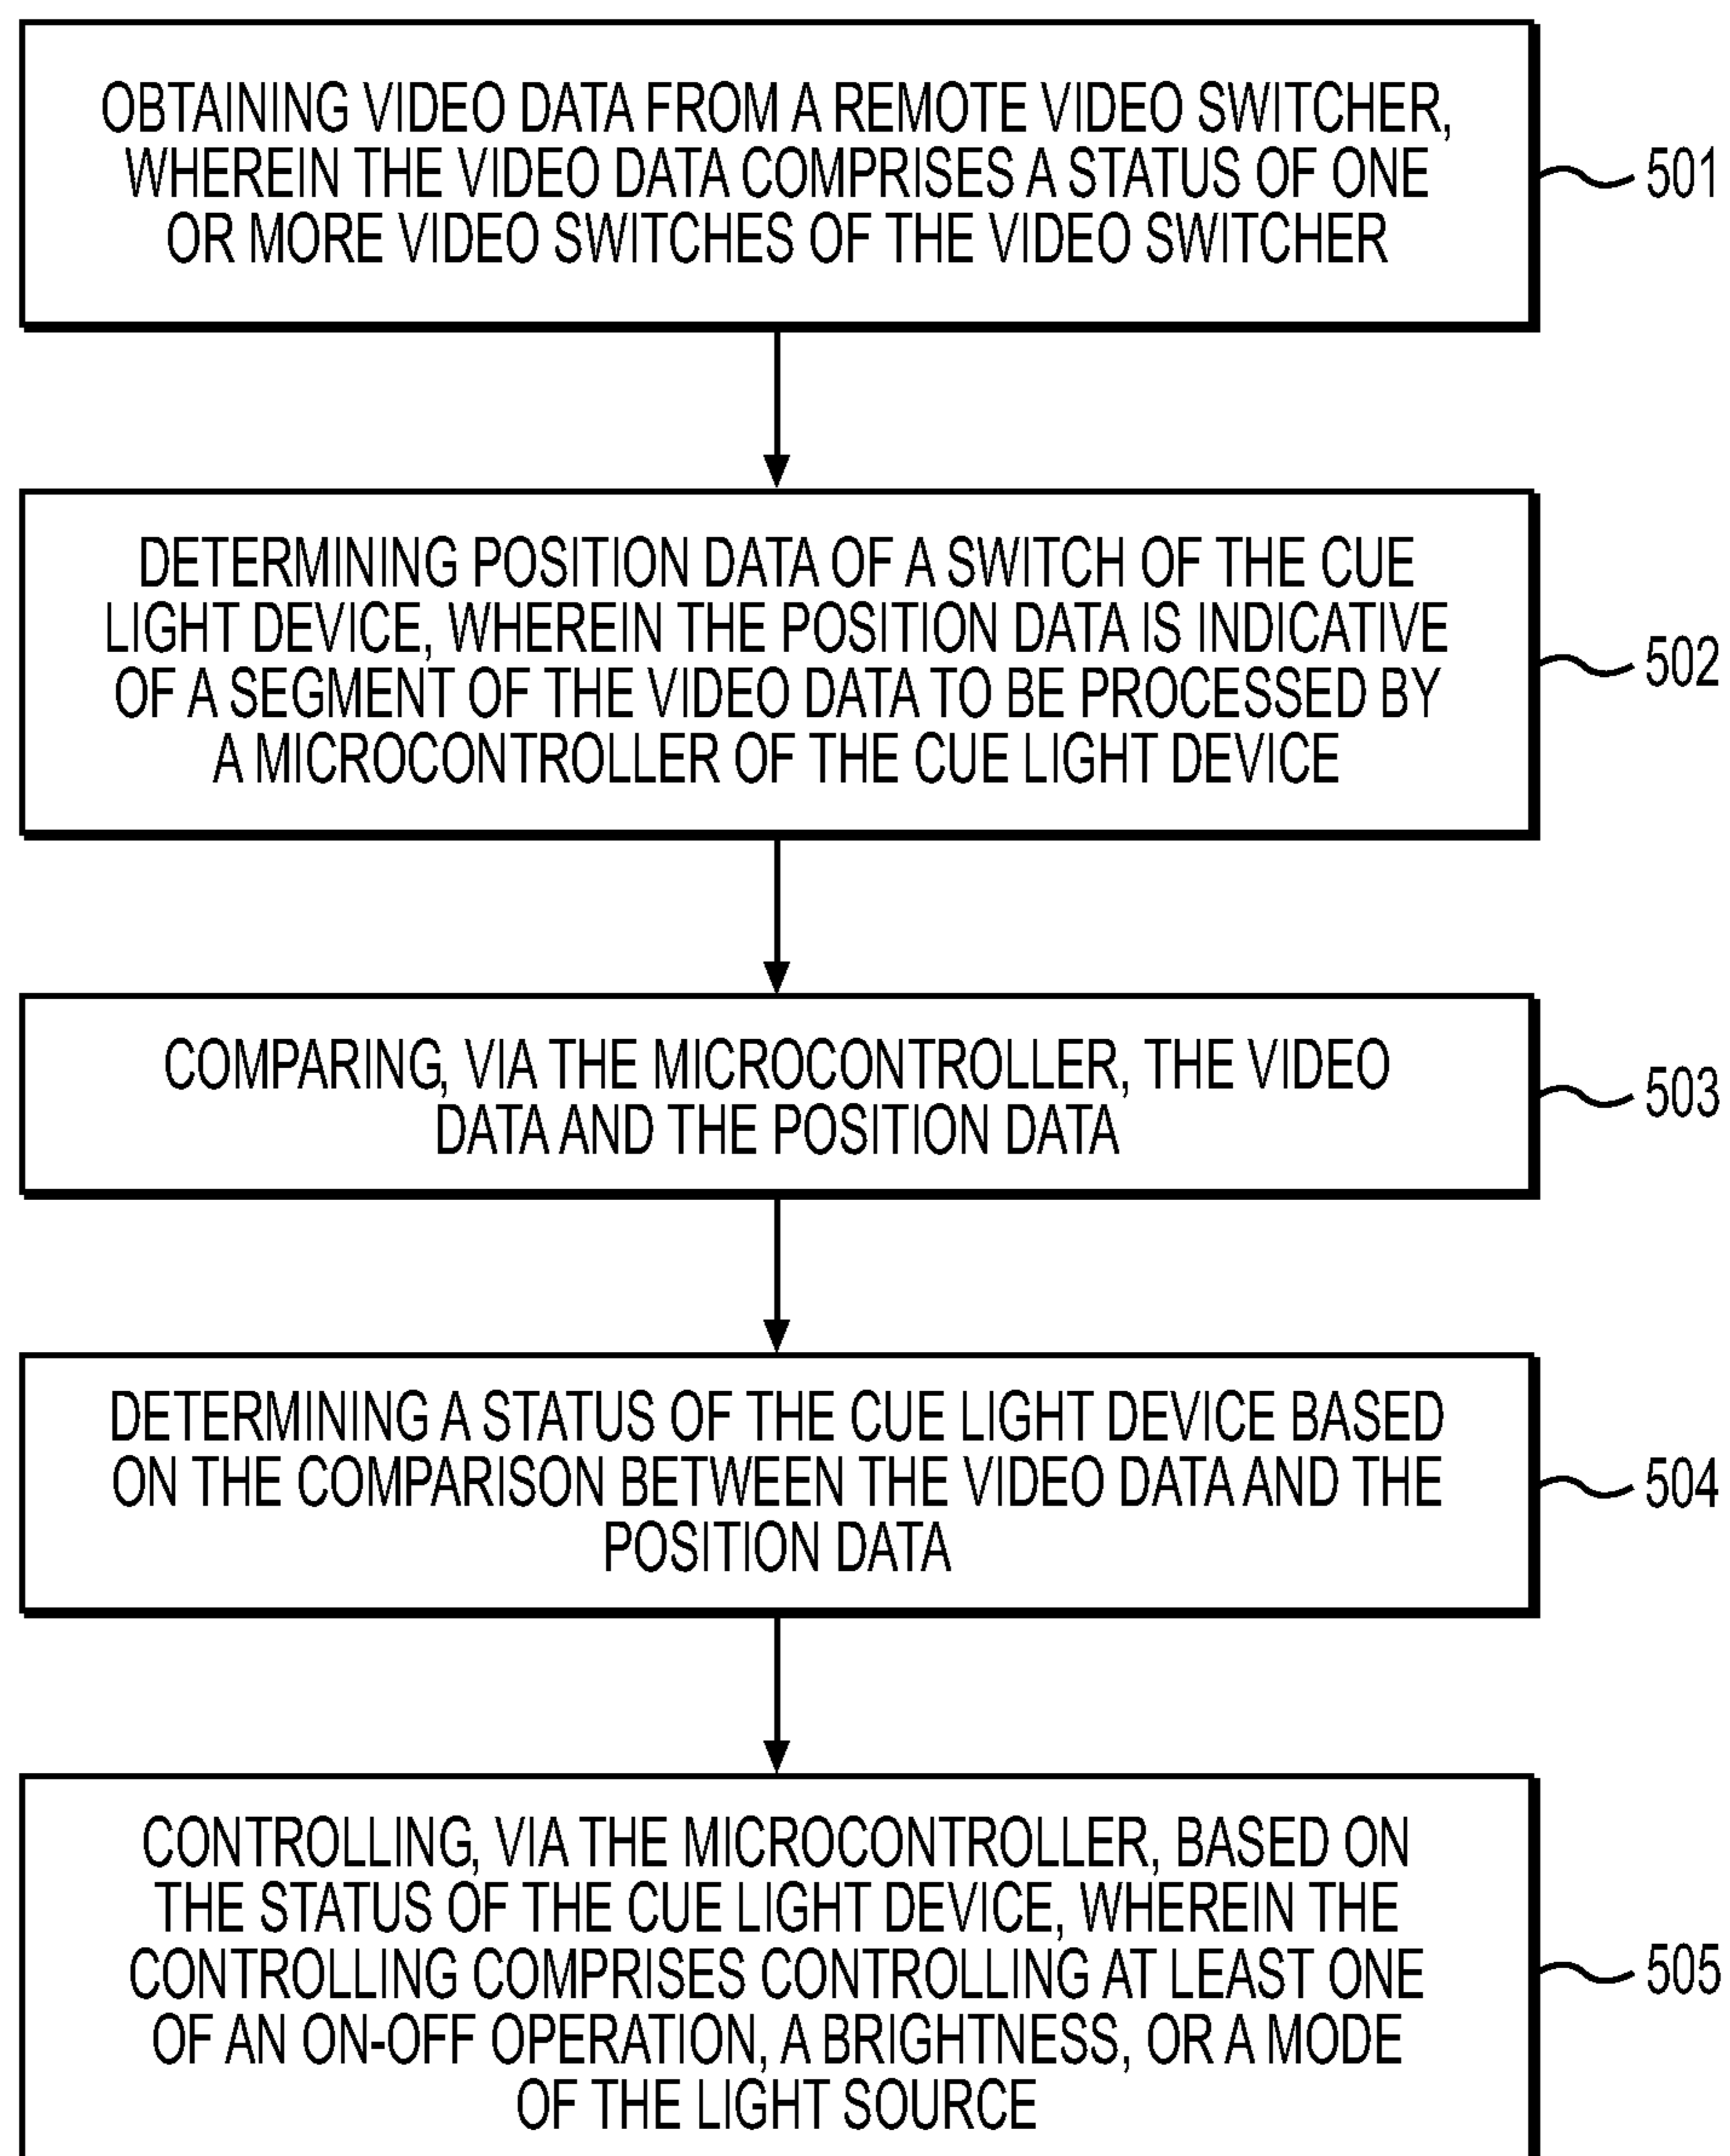 OBTAINING VIDEO DATA FROM A REMOTE VIDEO SWITCHER,
WHEREIN THE VIDEO DATA COMPRISES A STATUS OF ONE
OR MORE VIDEO SWITCHES OF THE VIDEO SWITCHER
501
DETERMINING POSITION DATA OF A SWITCH OF THE CUE
LIGHT DEVICE, WHEREIN THE POSITION DATA IS INDICATIVE
OF A SEGMENT OF THE VIDEO DATA TO BE PROCESSED BY
A MICROCONTROLLER OF THE CUE LIGHT DEVICE
502
COMPARING, VIA THE MICROCONTROLLER, THE VIDEO
DATA AND THE POSITION DATA
503
DETERMINING A STATUS OF THE CUE LIGHT DEVICE BASED
ON THE COMPARISON BETWEEN THE VIDEO DATA AND THE
POSITION DATA
504
CONTROLLING, VIA THE MICROCONTROLLER, BASED ON
THE STATUS OF THE CUE LIGHT DEVICE, WHEREIN THE
CONTROLLING COMPRISES CONTROLLING AT LEAST ONE
OF AN ON-OFF OPERATION, A BRIGHTNESS, OR A MODE
OF THE LIGHT SOURCE
505